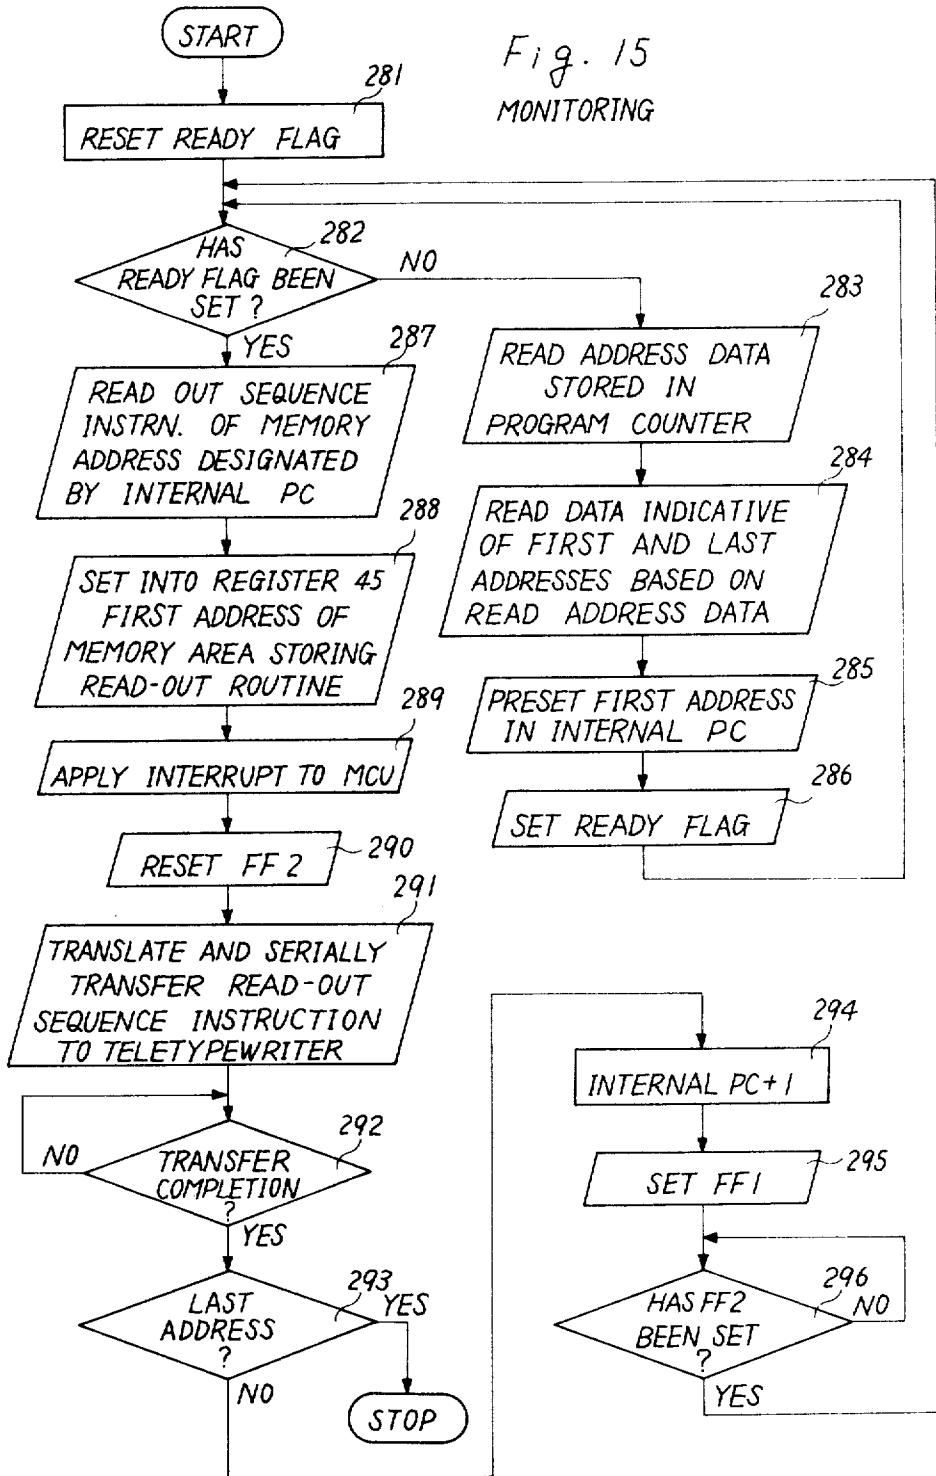 START
Fig. 15
MONITORING
281
RESET READY FLAG
282
HAS
READY FLAG BEEN
SET ?
NO
YES
283
READ ADDRESS DATA
STORED IN
PROGRAM COUNTER
284
READ DATA INDICATIVE
OF FIRST AND LAST
ADDRESSES BASED ON
READ ADDRESS DATA
285
PRESET FIRST ADDRESS
IN INTERNAL PC
286
SET READY FLAG
287
READ OUT SEQUENCE
INSTRN. OF MEMORY
ADDRESS DESIGNATED
BY INTERNAL PC
288
SET INTO REGISTER 45
FIRST ADDRESS OF
MEMORY AREA STORING
READ-OUT ROUTINE
289
APPLY INTERRUPT TO MCU
290
RESET FF2
291
TRANSLATE AND SERIALLY
TRANSFER READ-OUT
SEQUENCE INSTRUCTION
TO TELETYPEWRITER
292
NO
TRANSFER
COMPLETION
?
YES
293
LAST
ADDRESS
?
YES
NO
STOP
294
INTERNAL PC+1
295
SET FF1
296
HAS FF2
BEEN SET
?
NO
YES